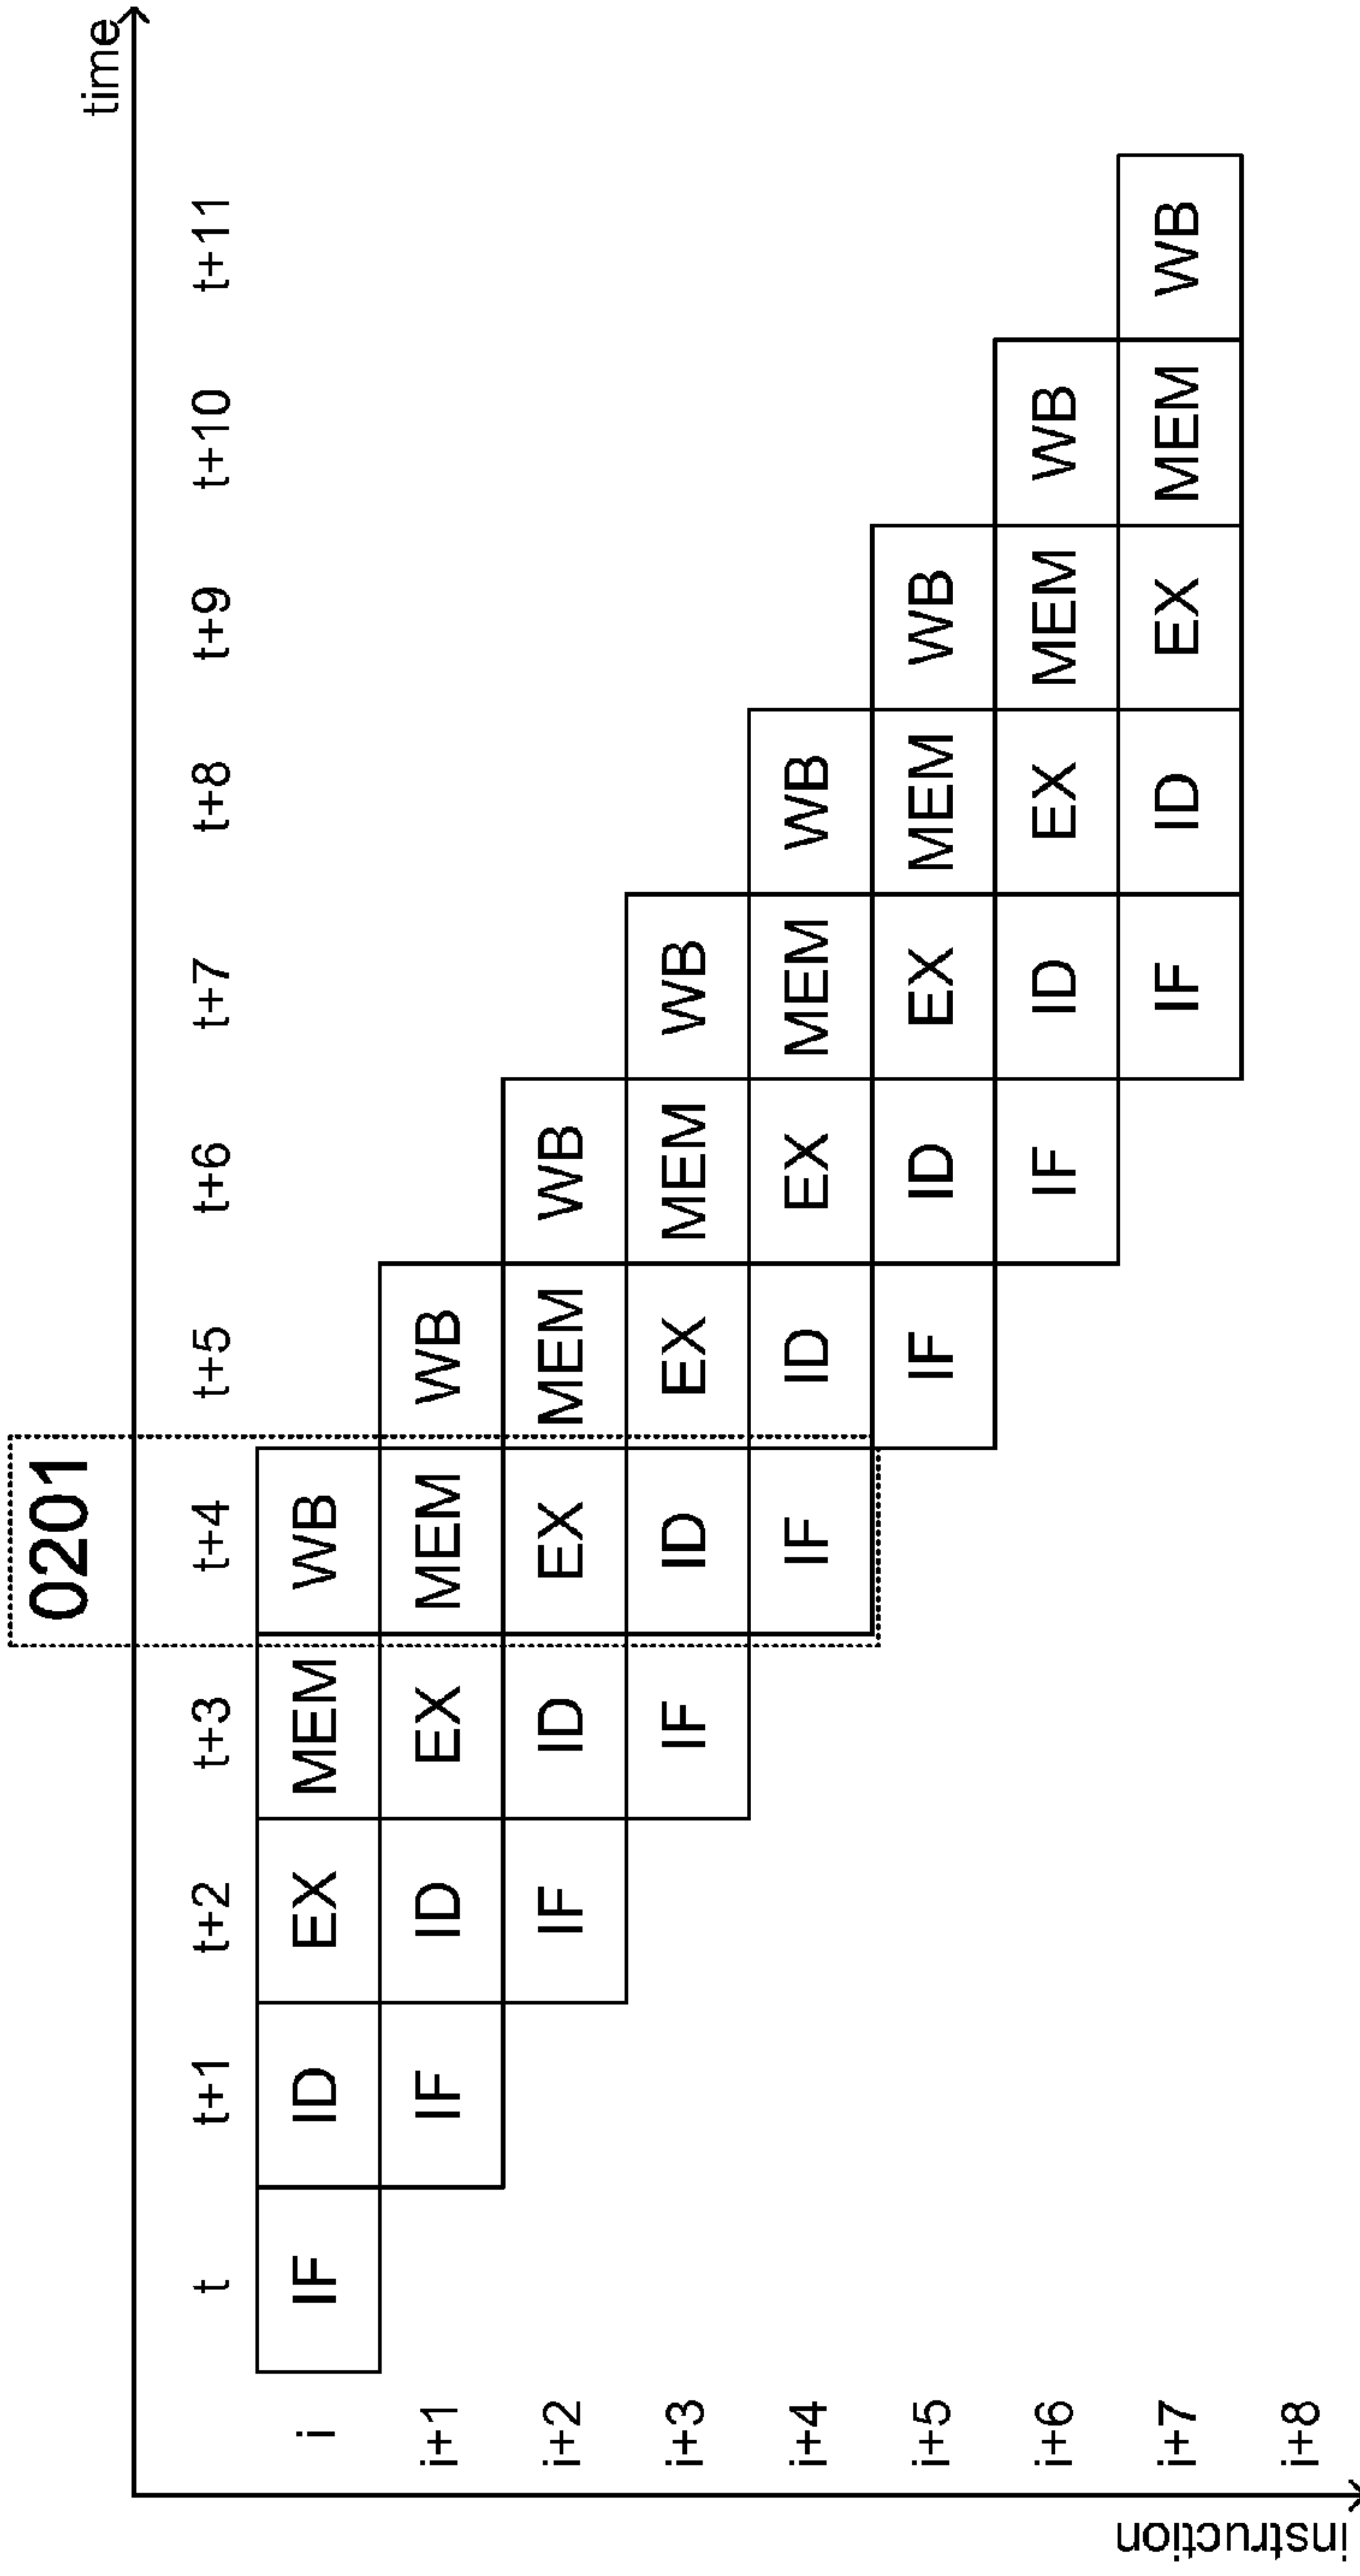 0201
time
t t+1 t+2 t+3 t+4 t+5 t+6 t+7 t+8 t+9 t+10 t+11
i IF ID EX MEM WB
i+1 IF ID EX MEM WB
i+2 IF ID EX MEM WB
i+3 IF ID EX MEM WB
i+4 IF ID EX MEM WB
i+5 IF ID EX MEM WB
i+6 IF ID EX MEM WB
i+7 IF ID EX MEM WB
i+8
instruction